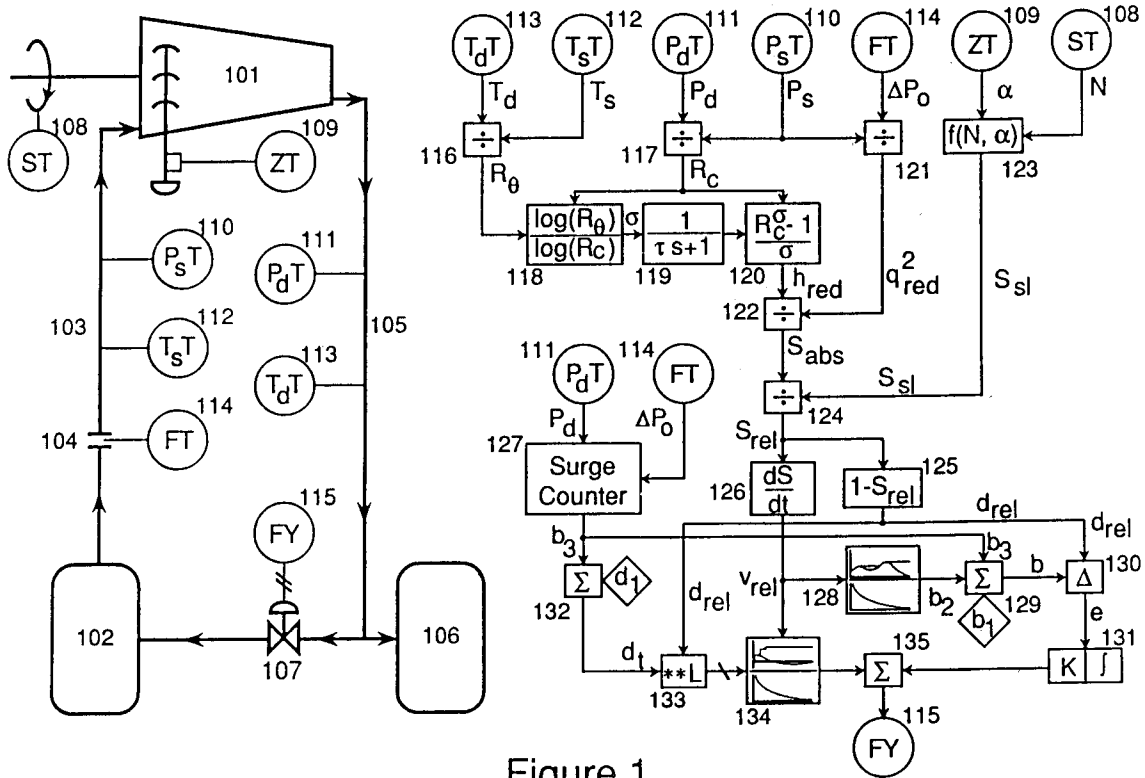 101
108
ST
109
ZT
110
PsT
111
PdT
103
112
TsT
105
113
TdT
114
104
FT
115
FY
102
107
106
113
TdT
112
TsT
111
PdT
110
PsT
114
FT
109
ZT
108
ST
Td
Ts
Pd
Ps
ΔPo
α
N
÷
116
÷
117
÷
121
f(N, α)
123
Rθ
Rc
log(Rθ)
log(Rc)
118
σ
1
τ s+1
119
Rc^σ - 1
σ
120
hred
q²red
Ssl
÷
122
Sabs
111
PdT
114
FT
÷
124
Ssl
Pd
ΔPo
Srel
127
Surge
Counter
126
dS
dt
1-Srel
125
b3
drel
drel
Σ
132
d1
drel
vrel
128
b2
b3
Σ
129
b1
b
Δ
130
e
dt
**L
133
134
135
Σ
K
∫
131
115
FY
Figure 1